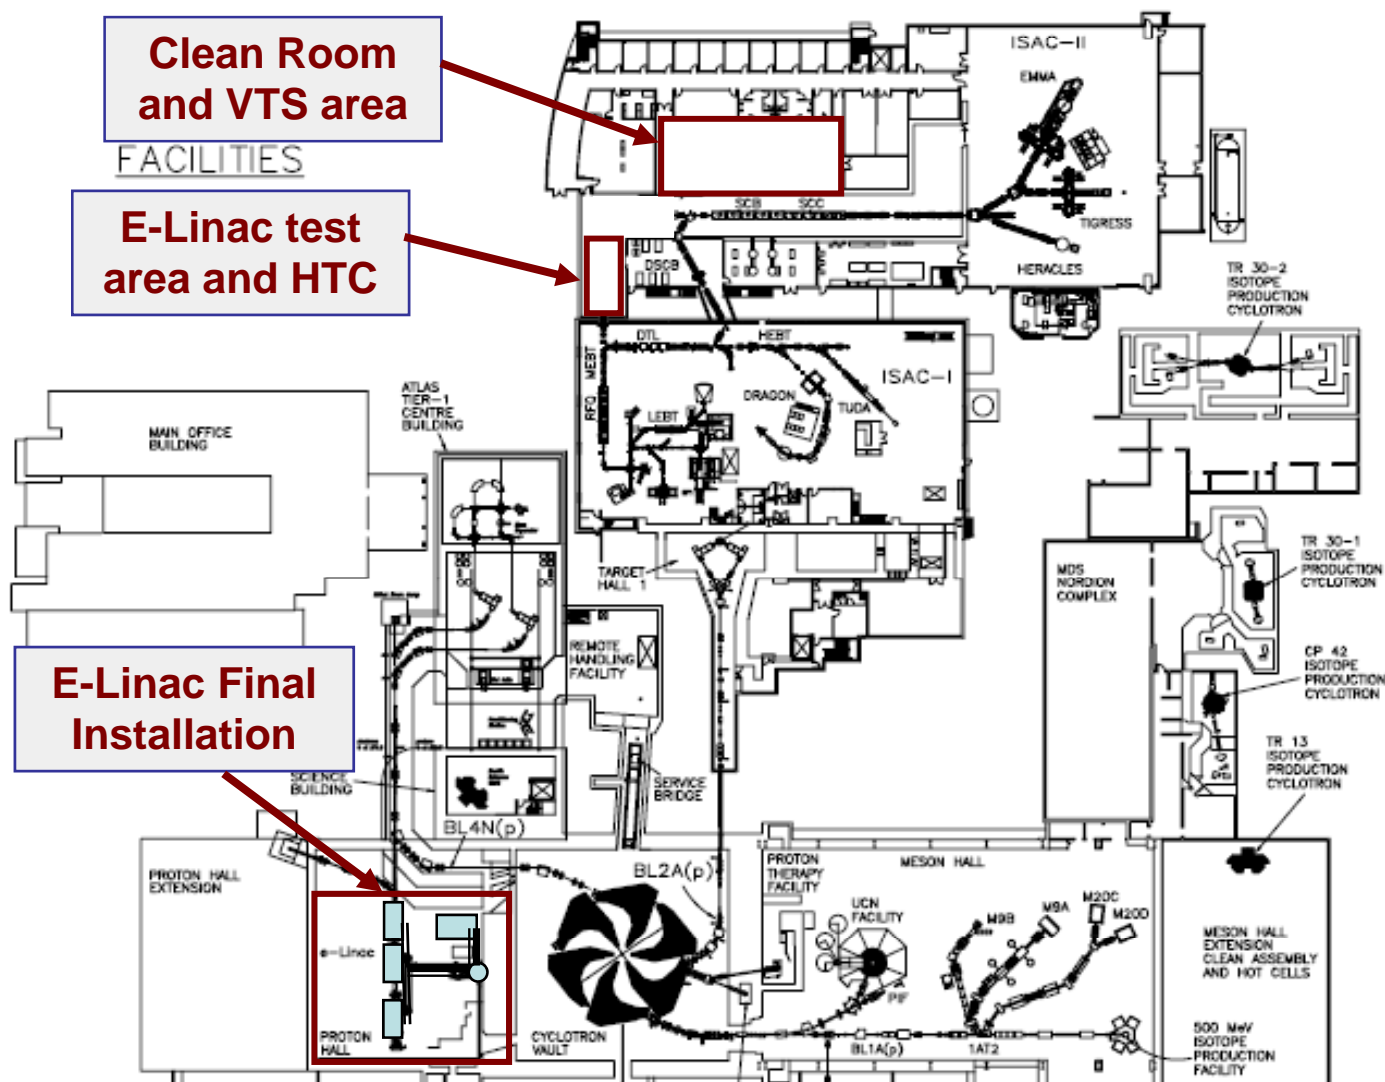 Clean Room
and VTS area
FACILITIES
E-Linac test
area and HTC
ISAC-II
EMMA
SCB
SCC
TIGRESS
HERACLES
DSCB
TR 30-2
ISOTOPE
PRODUCTION
CYCLOTRON
DTL
HEBT
MEBT
ISAC-I
RFQ
LEBT
DRAGON
TUDA
ATLAS
TIER-1
CENTRE
BUILDING
MAIN OFFICE
BUILDING
TARGET
HALL 1
MDS
NORDION
COMPLEX
TR 30-1
ISOTOPE
PRODUCTION
CYCLOTRON
REMOTE
HANDLING
FACILITY
CP 42
ISOTOPE
PRODUCTION
CYCLOTRON
E-Linac Final
Installation
SCIENCE
BUILDING
SERVICE
BRIDGE
TR 13
ISOTOPE
PRODUCTION
CYCLOTRON
BL4N(p)
BL2A(p)
PROTON HALL
EXTENSION
PROTON
THERAPY
FACILITY
MESON HALL
UCN
FACILITY
M9B
M9A
M20C
M20D
e-Linac
PIF
MESON HALL
EXTENSION
CLEAN ASSEMBLY
AND HOT CELLS
PROTON
HALL
CYCLOTRON
VAULT
BL1A(p)
1AT2
500 MeV
ISOTOPE
PRODUCTION
FACILITY